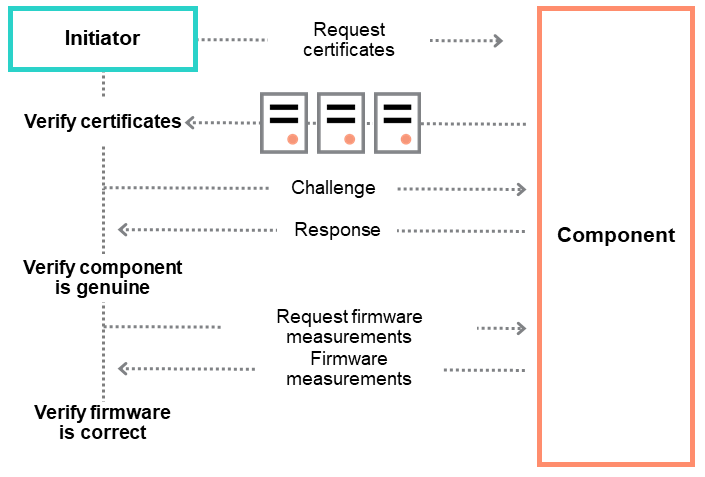 Initiator
Request
certificates
Verify certificates
Challenge
Response
Component
Verify component
is genuine
Request firmware
measurements
Firmware
measurements
Verify firmware
is correct